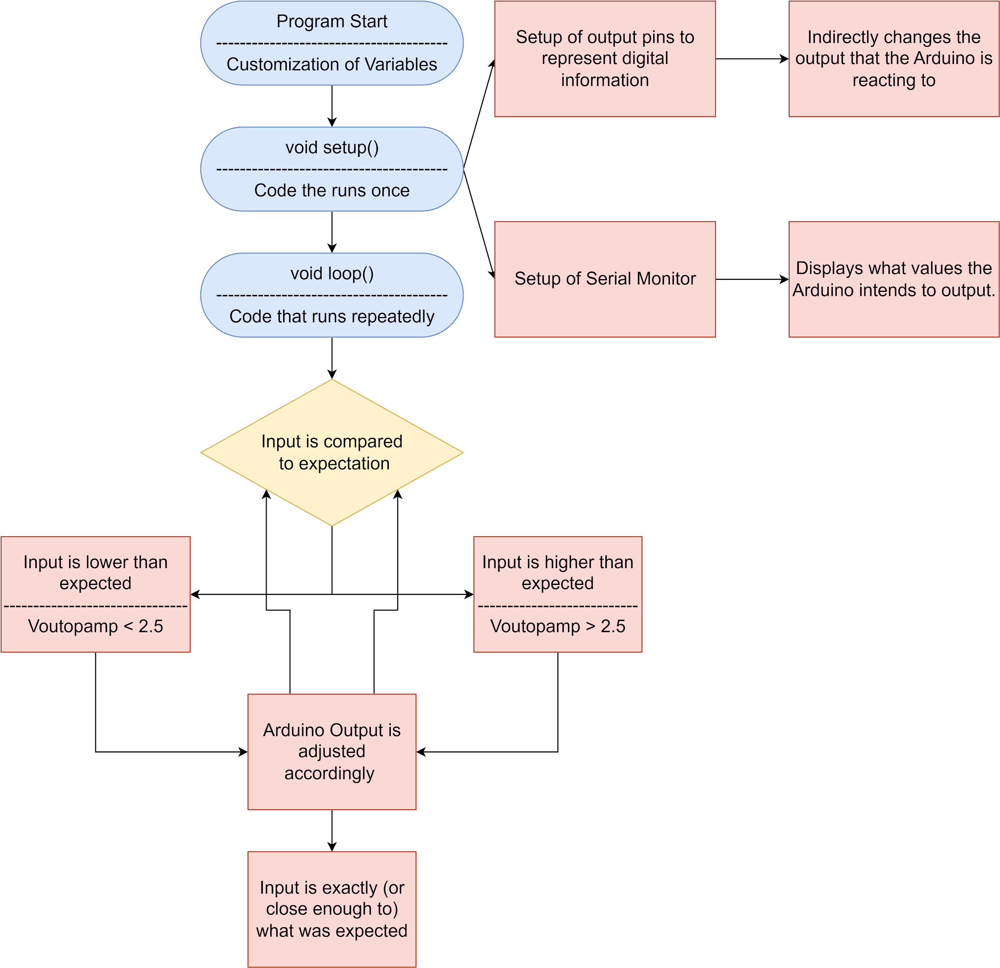 Program Start
---------------------------------------
Customization of Variables
Setup of output pins to
represent digital
information
Indirectly changes the
output that the Arduino is
reacting to
void setup()
---------------------------------------
Code the runs once
void loop()
---------------------------------------
Code that runs repeatedly
Setup of Serial Monitor
Displays what values the
Arduino intends to output.
Input is compared
to expectation
Input is lower than
expected
-------------------------------
Voutopamp < 2.5
Input is higher than
expected
---------------------------
Voutopamp > 2.5
Arduino Output is
adjusted
accordingly
Input is exactly (or
close enough to)
what was expected